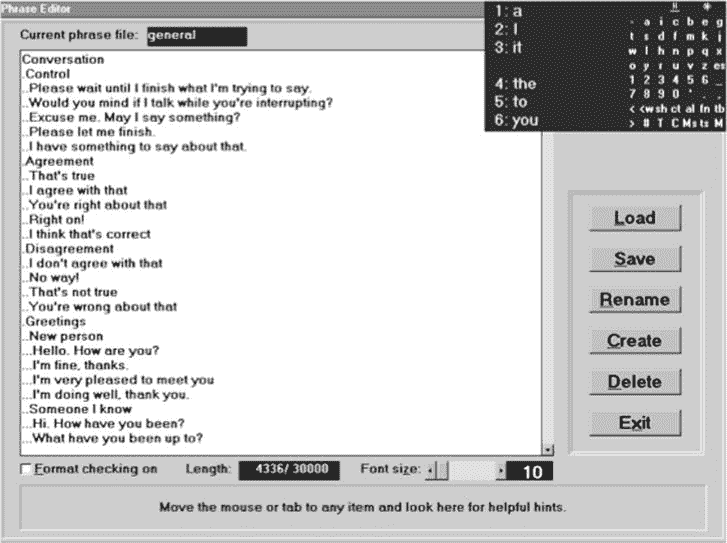 Phrase Editor
Current phrase file: general
Conversation
.Control
..Please wait until I finish what I'm trying to say.
..Would you mind if I talk while you're interrupting?
..Excuse me. May I say something?
..Please let me finish.
..I have something to say about that.
.Agreement
..That's true
..I agree with that
..You're right about that
..Right on!
..I think that's correct
.Disagreement
..I don't agree with that
..No way!
..That's not true
..You're wrong about that
.Greetings
..New person
...Hello. How are you?
...I'm fine, thanks.
...I'm very pleased to meet you
...I'm doing well, thank you.
..Someone I know
...Hi. How have you been?
...What have you been up to?
Format checking on Length: 4336/ 30000 Font size: 10
Move the mouse or tab to any item and look here for helpful hints.
1: a
2: I
3: it
4: the
5: to
6: you
a i c b e g
t s d f m k j
w l h n p q x
o y r u v z es
1 2 3 4 5 6 _
7 8 9 0 ' . ,
< <w sh ct al fn tb
> # T C Ms ts M
Load
Save
Rename
Create
Delete
Exit